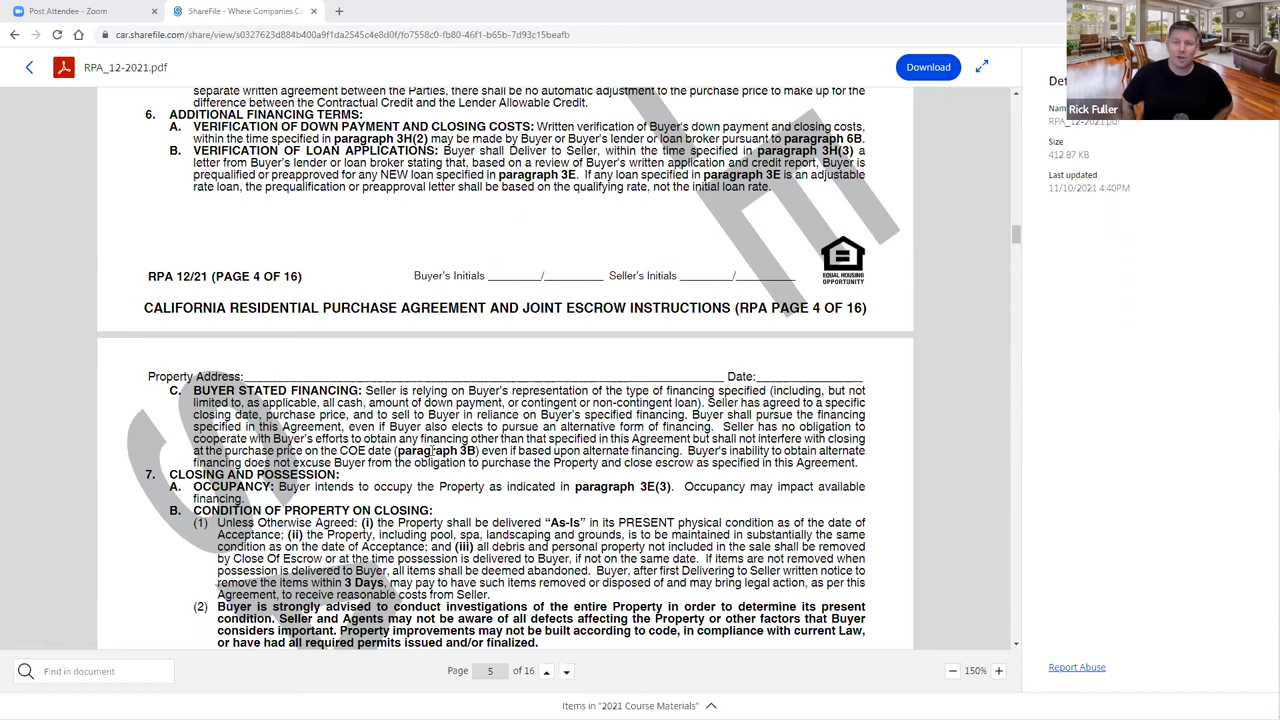 Post Attendee - Zoom
ShareFile - Where Companies Co
car.sharefile.com/share/view/s0327623d884b400a9f1da2545c4e8d0f/fo7558c0-fb80-46f1-b65b-7d93c15beafb
RPA_12-2021.pdf
Download
Rick Fuller
RPA_12-2021.pdf
Size
412.87 KB
Last updated
11/10/2021 4:40PM
separate written agreement between the Parties, there shall be no automatic adjustment to the purchase price to make up for the
difference between the Contractual Credit and the Lender Allowable Credit.
6. ADDITIONAL FINANCING TERMS:
A. VERIFICATION OF DOWN PAYMENT AND CLOSING COSTS: Written verification of Buyer's down payment and closing costs,
within the time specified in paragraph 3H(2) may be made by Buyer or Buyer's lender or loan broker pursuant to paragraph 6B.
B. VERIFICATION OF LOAN APPLICATIONS: Buyer shall Deliver to Seller, within the time specified in paragraph 3H(3) a
letter from Buyer's lender or loan broker stating that, based on a review of Buyer's written application and credit report, Buyer is
prequalified or preapproved for any NEW loan specified in paragraph 3E. If any loan specified in paragraph 3E is an adjustable
rate loan, the prequalification or preapproval letter shall be based on the qualifying rate, not the initial loan rate.
EQUAL HOUSING
OPPORTUNITY
RPA 12/21 (PAGE 4 OF 16) Buyer's Initials ________/________ Seller's Initials ________/________
CALIFORNIA RESIDENTIAL PURCHASE AGREEMENT AND JOINT ESCROW INSTRUCTIONS (RPA PAGE 4 OF 16)
Property Address: Date:
C. BUYER STATED FINANCING: Seller is relying on Buyer's representation of the type of financing specified (including, but not
limited to, as applicable, all cash, amount of down payment, or contingent or non-contingent loan). Seller has agreed to a specific
closing date, purchase price, and to sell to Buyer in reliance on Buyer's specified financing. Buyer shall pursue the financing
specified in this Agreement, even if Buyer also elects to pursue an alternative form of financing. Seller has no obligation to
cooperate with Buyer's efforts to obtain any financing other than that specified in this Agreement but shall not interfere with closing
at the purchase price on the COE date (paragraph 3B) even if based upon alternate financing. Buyer's inability to obtain alternate
financing does not excuse Buyer from the obligation to purchase the Property and close escrow as specified in this Agreement.
7. CLOSING AND POSSESSION:
A. OCCUPANCY: Buyer intends to occupy the Property as indicated in paragraph 3E(3). Occupancy may impact available
financing.
B. CONDITION OF PROPERTY ON CLOSING:
(1) Unless Otherwise Agreed: (i) the Property shall be delivered "As-Is" in its PRESENT physical condition as of the date of
Acceptance; (ii) the Property, including pool, spa, landscaping and grounds, is to be maintained in substantially the same
condition as on the date of Acceptance; and (iii) all debris and personal property not included in the sale shall be removed
by Close Of Escrow or at the time possession is delivered to Buyer, if not on the same date. If items are not removed when
possession is delivered to Buyer, all items shall be deemed abandoned. Buyer, after first Delivering to Seller written notice to
remove the items within 3 Days, may pay to have such items removed or disposed of and may bring legal action, as per this
Agreement, to receive reasonable costs from Seller.
(2) Buyer is strongly advised to conduct investigations of the entire Property in order to determine its present
condition. Seller and Agents may not be aware of all defects affecting the Property or other factors that Buyer
considers important. Property improvements may not be built according to code, in compliance with current Law,
or have had all required permits issued and/or finalized.
Find in document
Page 5 of 16
150%
Report Abuse
Items in "2021 Course Materials"